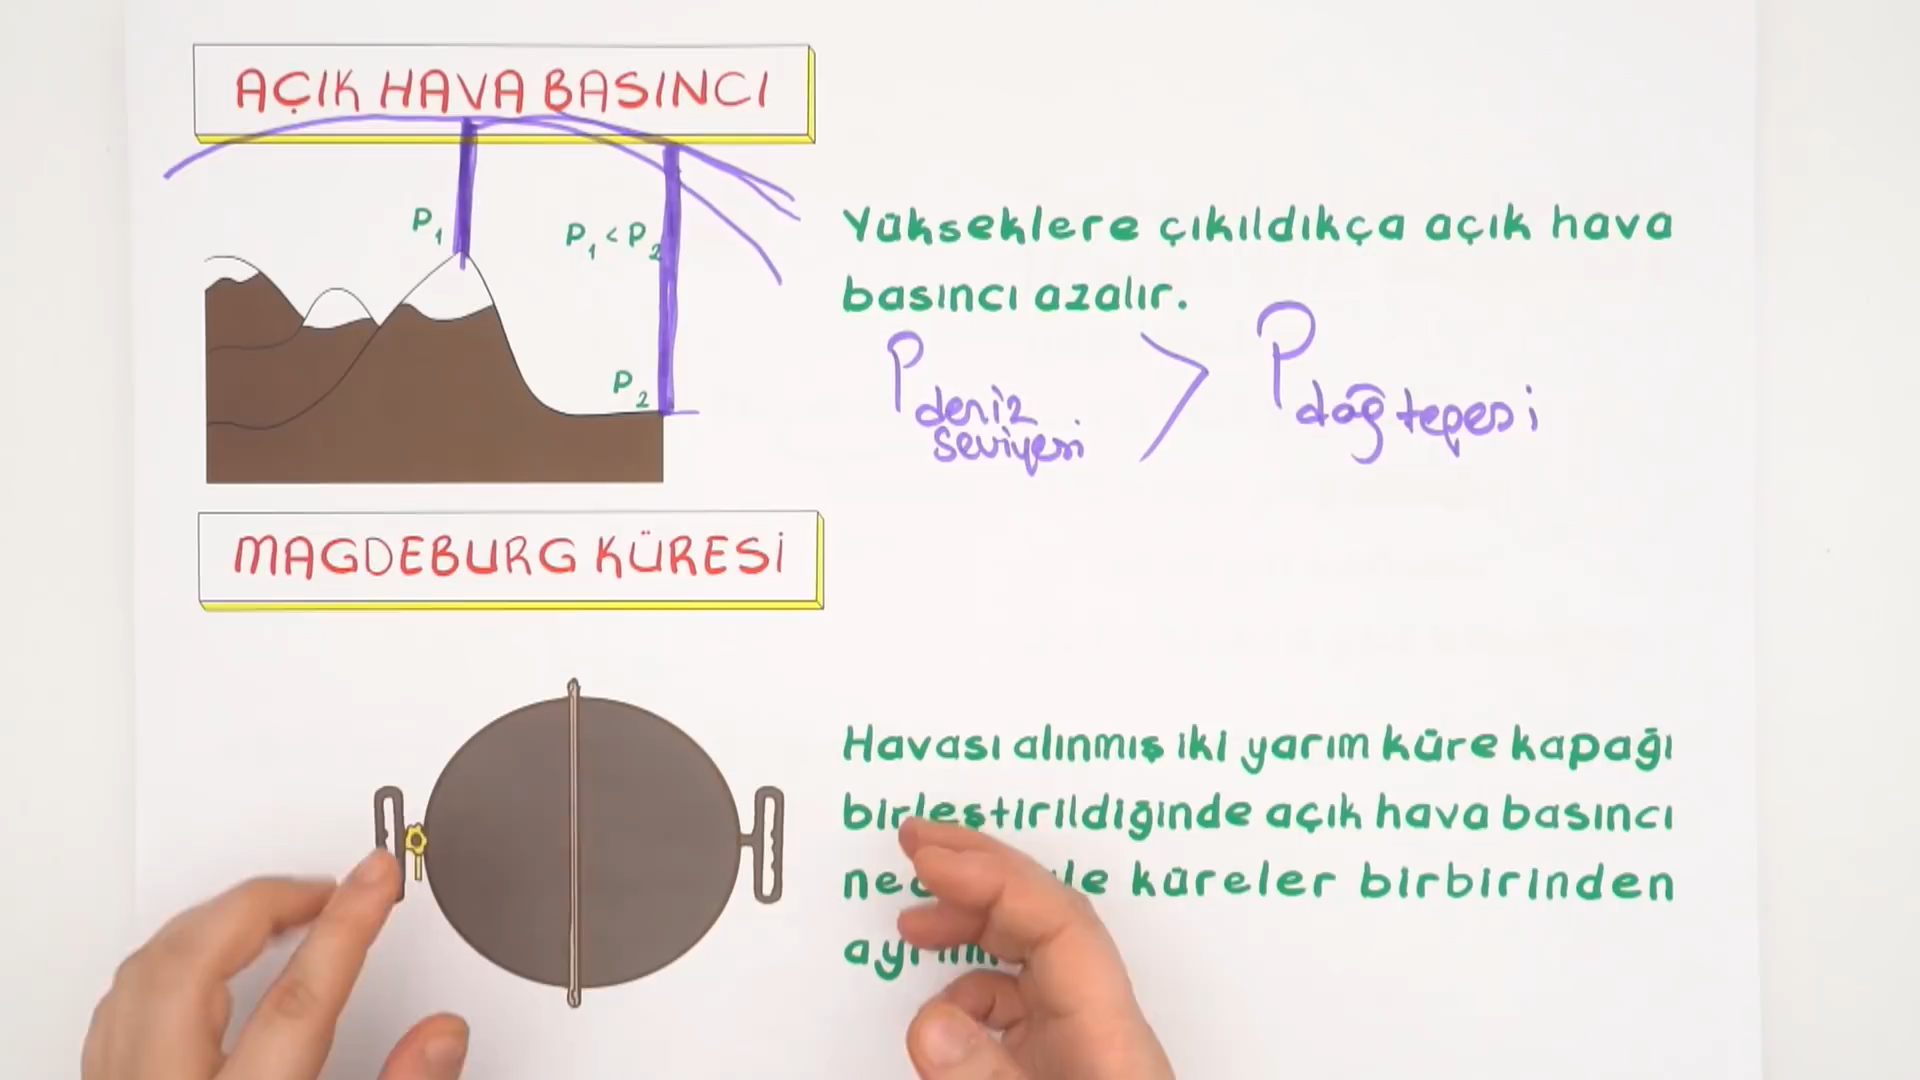 AÇIK HAVA BASINCI
P₁
P₁ < P₂
P₂
Yükseklere çıkıldıkça açık hava
basıncı azalır.
P deniz seviyesi > P dağ tepesi
MAGDEBURG KÜRESİ
Havası alınmış iki yarım küre kapağı
birleştirildiğinde açık hava basıncı
küreler birbirinden